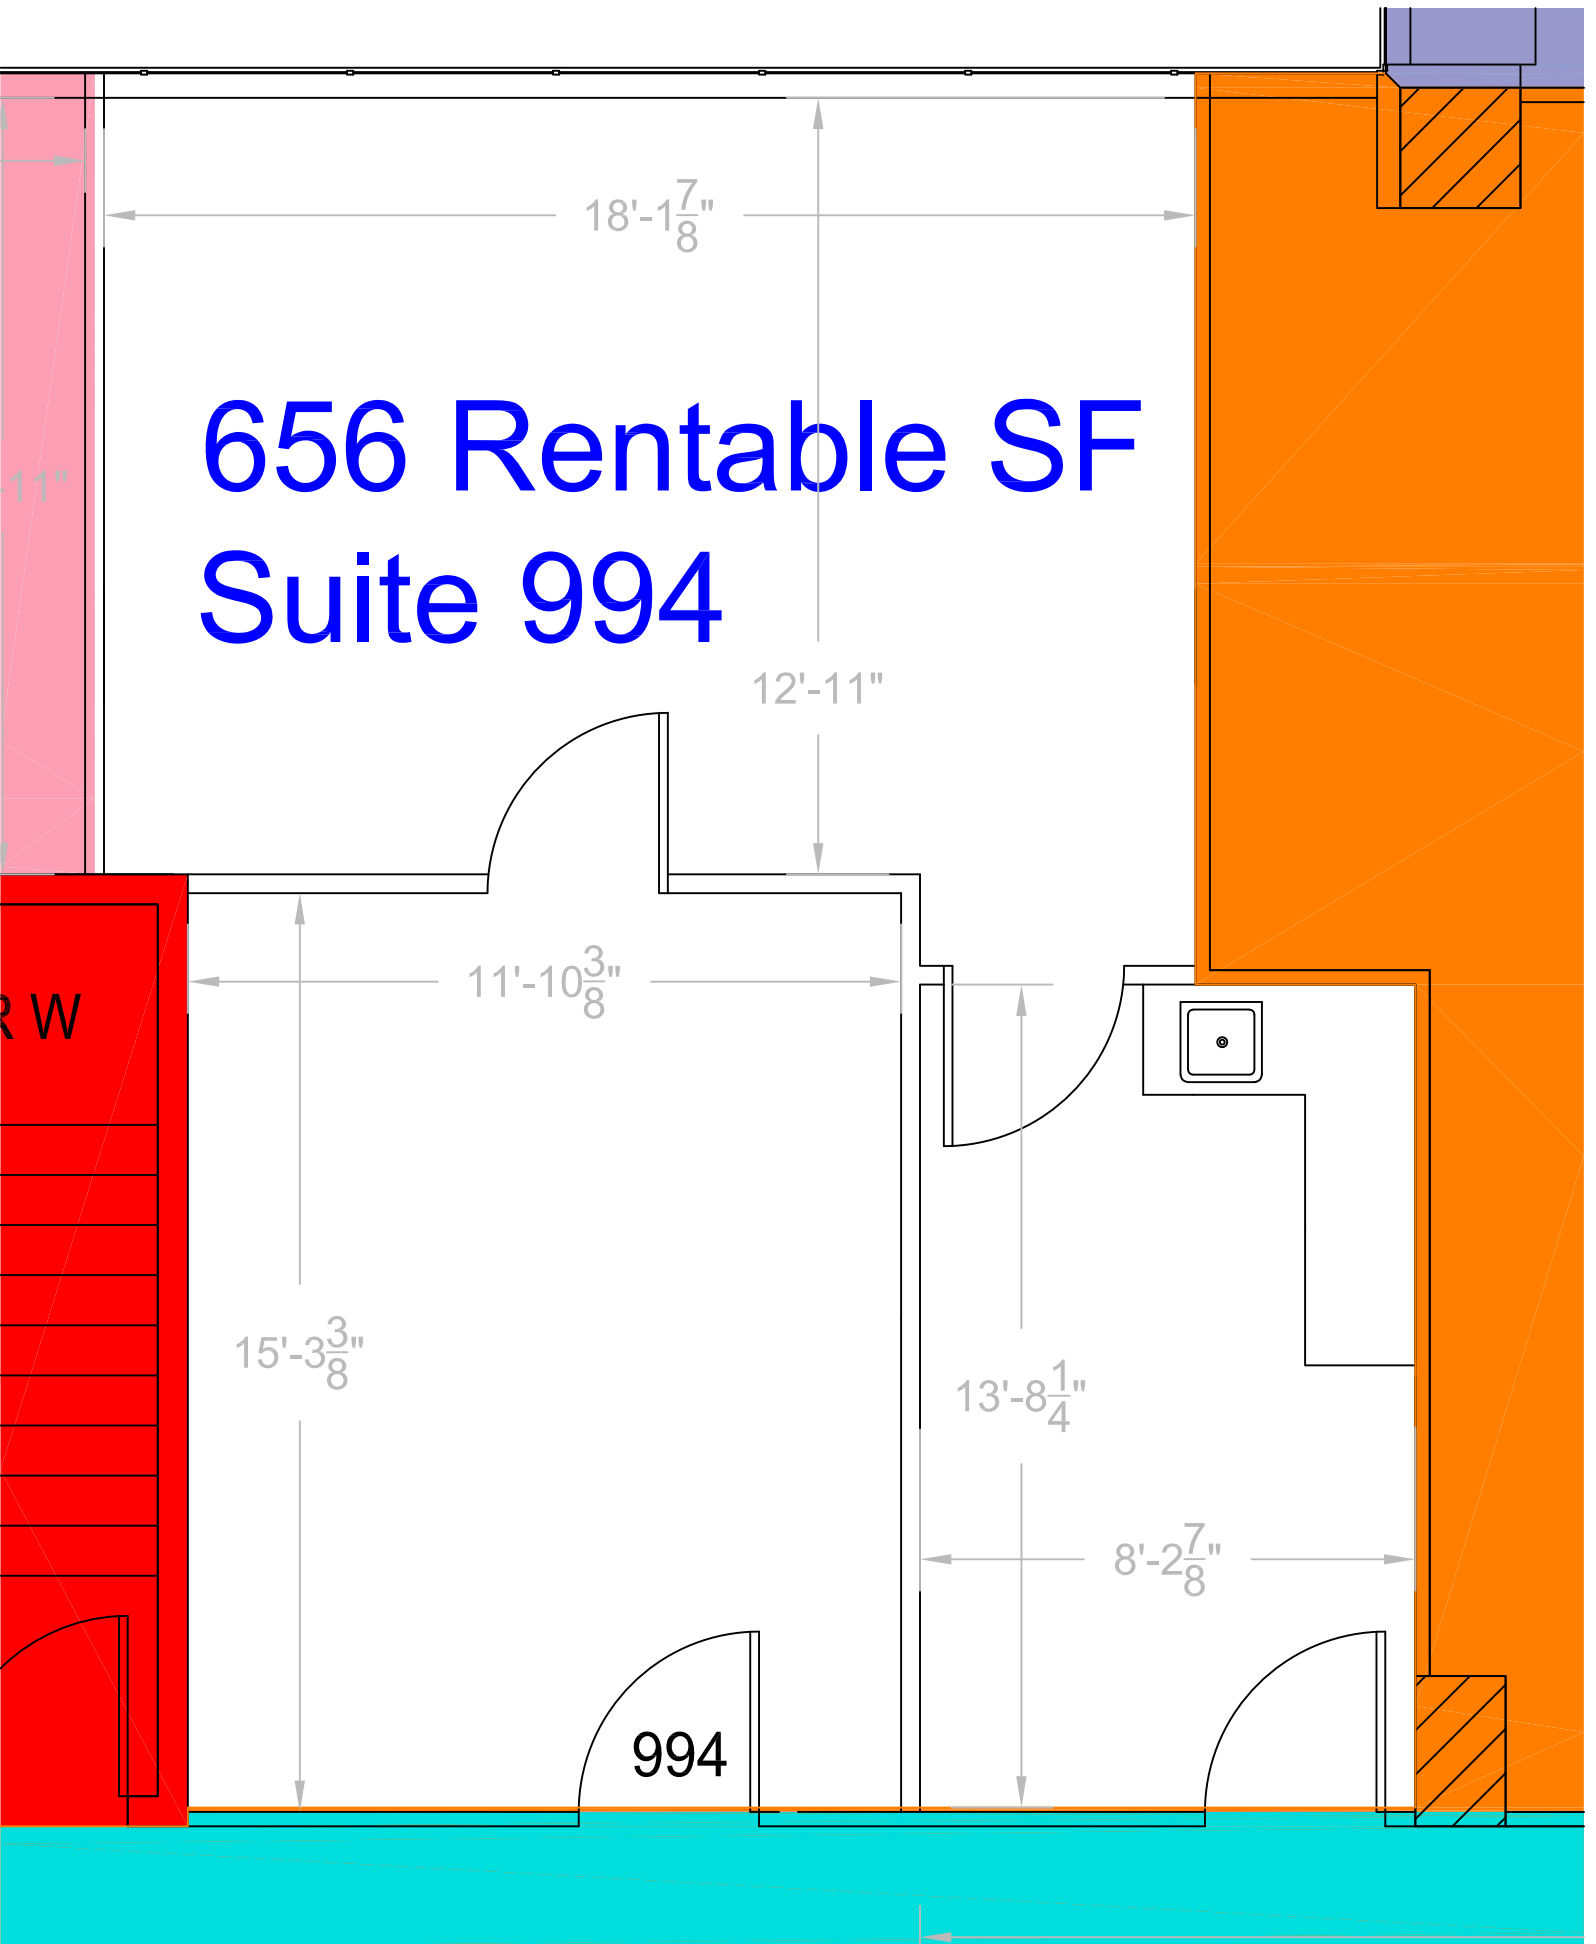 18'-1 7/8"
11"
656 Rentable SF
Suite 994
12'-11"
11'-10 3/8"
R W
15'-3 3/8"
13'-8 1/4"
8'-2 7/8"
994